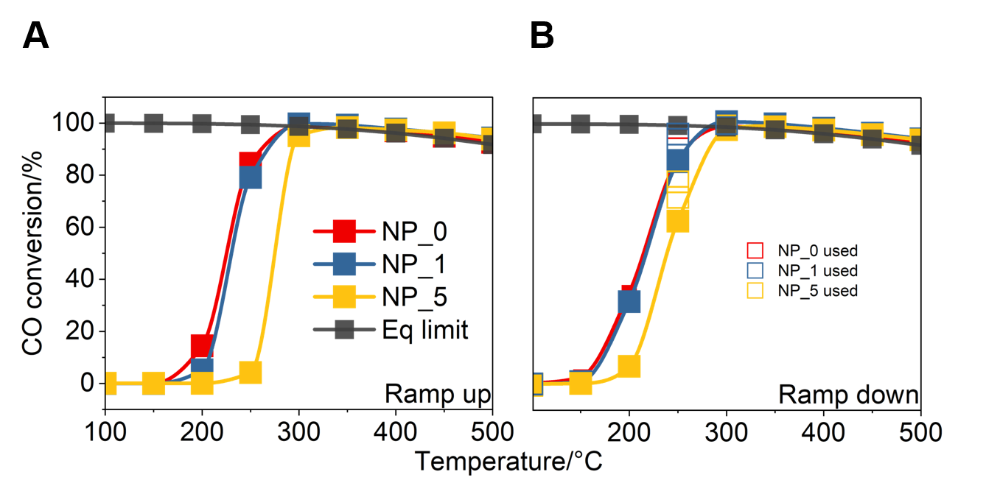 A
B
CO conversion/%
100
80
60
40
20
0
NP_0
NP_1
NP_5
Eq limit
Ramp up
100 200 300 400 500
NP_0 used
NP_1 used
NP_5 used
Ramp down
200 300 400 500
Temperature/°C